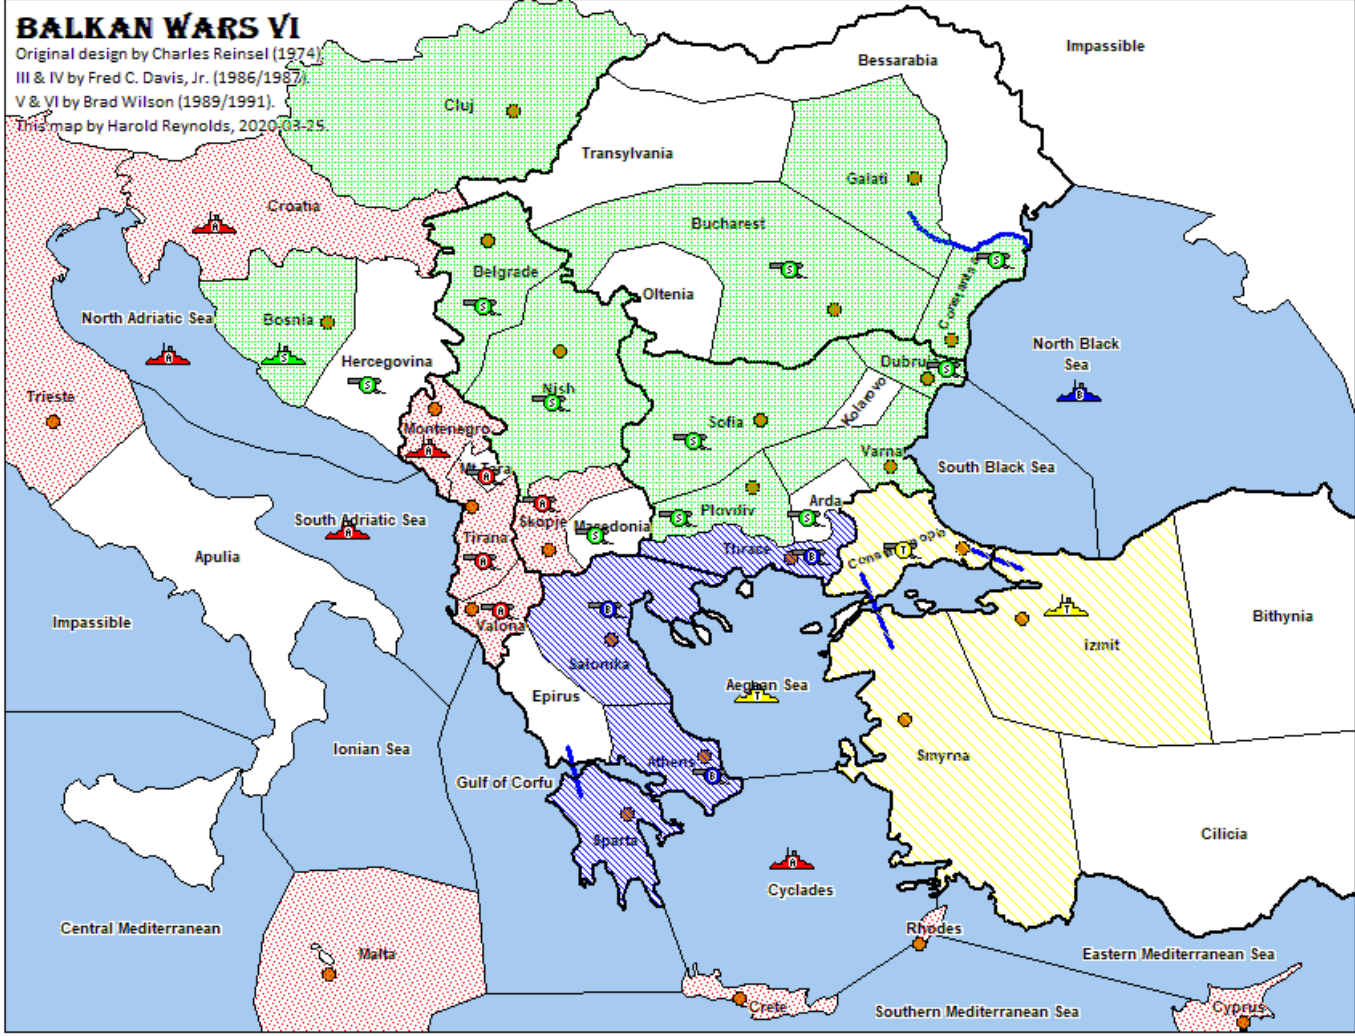 BALKAN WARS VI
Original design by Charles Reinsel (1974)
III & IV by Fred C. Davis, Jr. (1986/1987).
V & VI by Brad Wilson (1989/1991).
This map by Harold Reynolds, 2020-03-25.
Impassible
Bessarabia
Cluj
Transylvania
Galati
Croatia
Bucharest
Belgrade
Constantsa
Oltenia
North Adriatic Sea
Bosnia
Hercegovina
North Black
Sea
Dubruja
Trieste
Nish
Kolarovo
Sofia
Montenegro
Varna
Mt Tara
South Black Sea
Arda
Plovdiv
South Adriatic Sea
Skopje
Macedonia
Tirana
Thrace
Constantinople
Apulia
Impassible
Valona
Bithynia
izmit
Salonika
Epirus
Aegean Sea
Ionian Sea
Smyrna
Athens
Gulf of Corfu
Cilicia
Sparta
Cyclades
Central Mediterranean
Rhodes
Malta
Eastern Mediterranean Sea
Crete
Southern Mediterranean Sea
Cyprus
A
S
S
S
A
B
S
S
S
S
A
A
S
S
A
A
S
T
B
A
A
B
T
T
B
A